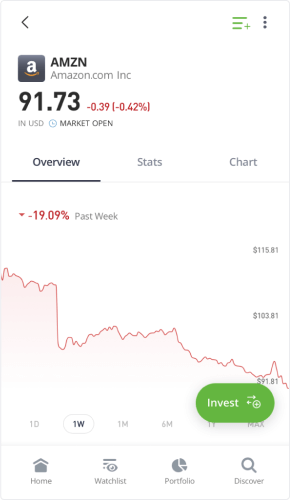 AMZN
Amazon.com Inc
91.73 -0.39 (-0.42%)
IN USD MARKET OPEN
Overview Stats Chart
-19.09% Past Week
$115.81
$103.81
$91.81
Invest
1D 1W 1M 6M 1Y MAX
Home Watchlist Portfolio Discover